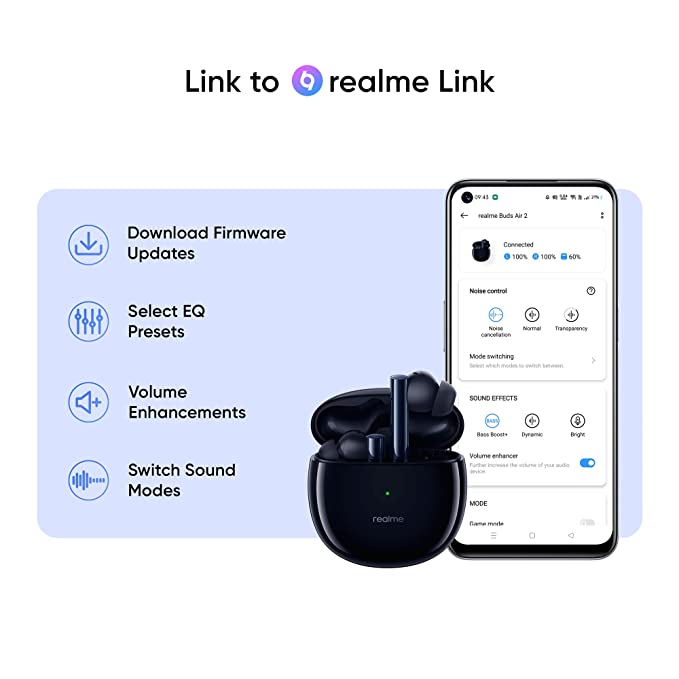 Link to realme Link
Download Firmware
Updates
Select EQ
Presets
Volume
Enhancements
Switch Sound
Modes
realme
09:43
realme Buds Air 2
Connected
100% 100% 60%
Noise control
Noise
cancellation
Normal
Transparency
Mode switching
Select which modes to switch between.
SOUND EFFECTS
BASS
Bass Boost+
Dynamic
Bright
Volume enhancer
Further increase the volume of your audio
device.
MODE
Game mode